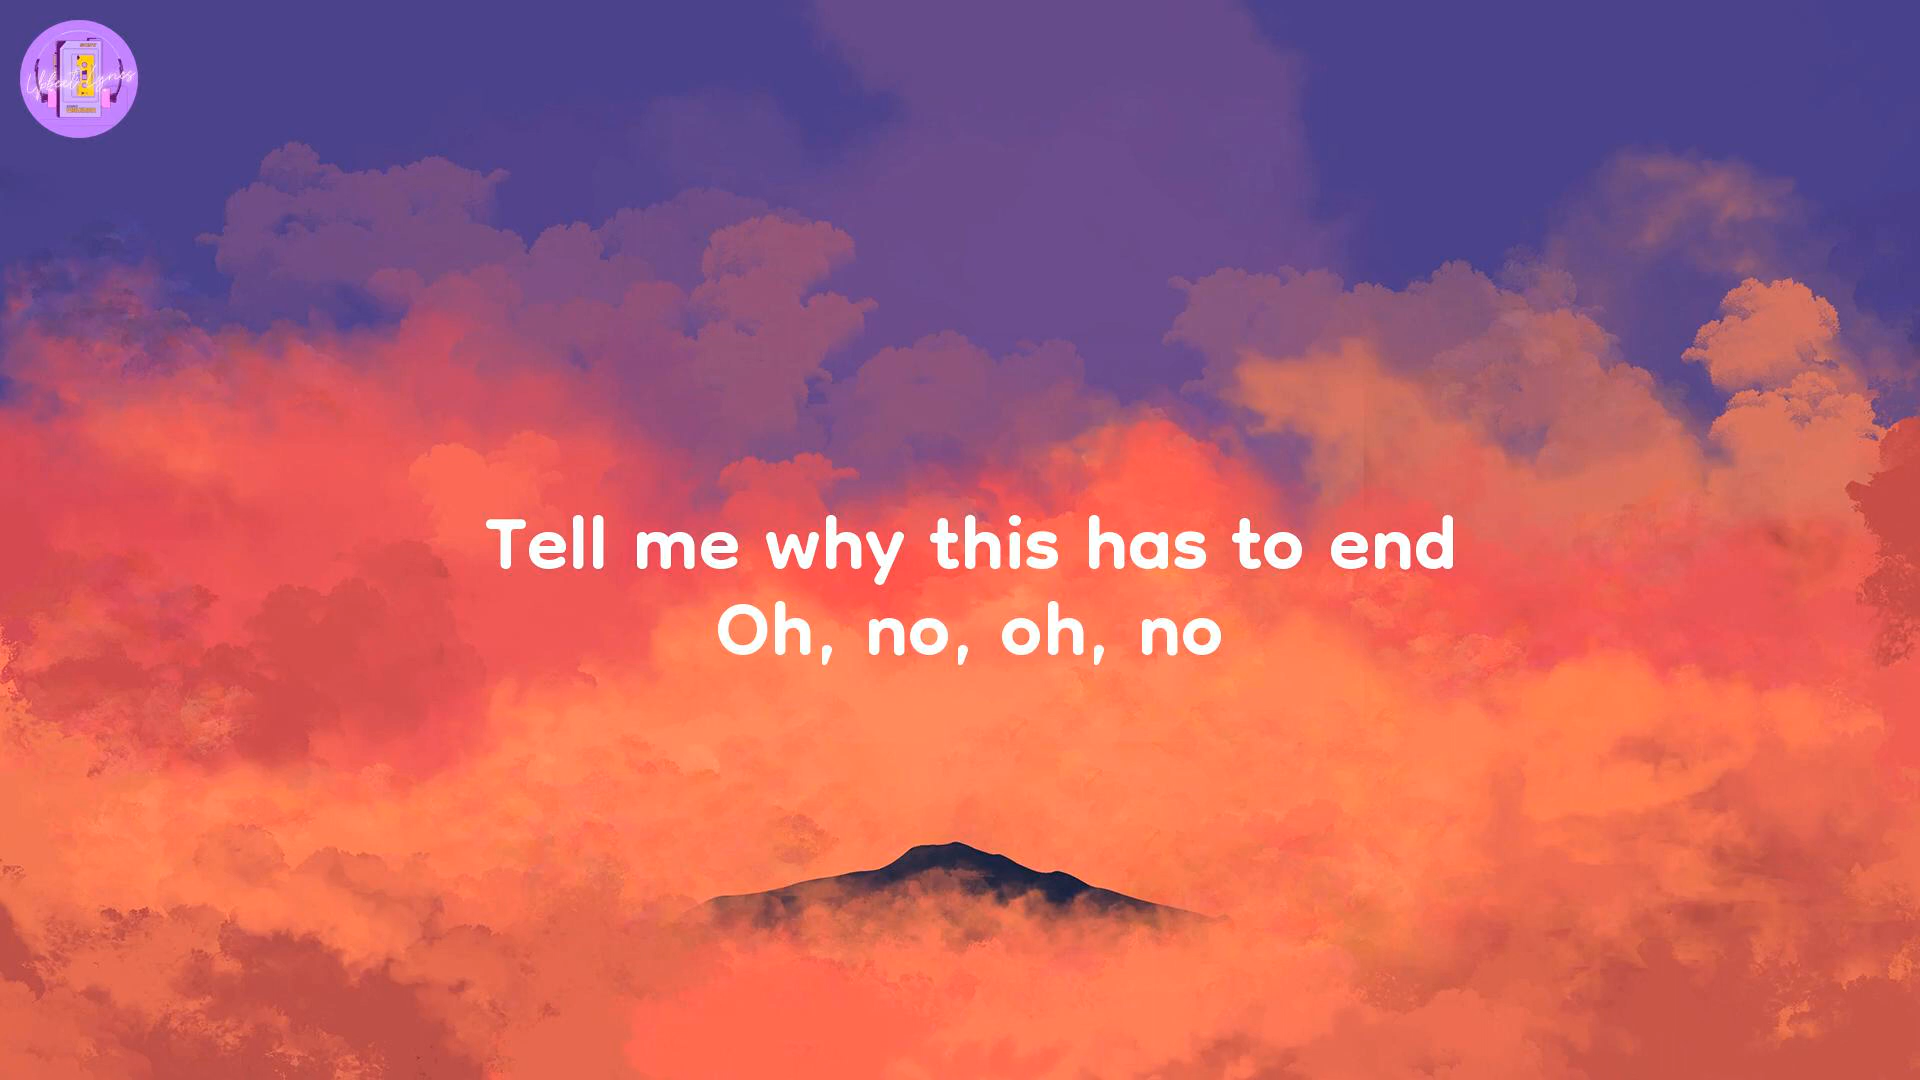 Tell me why this has to end
Oh, no, oh, no